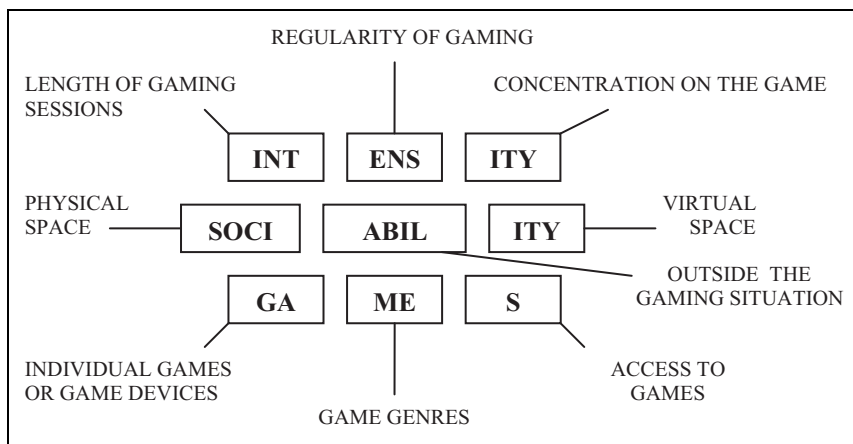 REGULARITY OF GAMING
LENGTH OF GAMING
SESSIONS
CONCENTRATION ON THE GAME
INT ENS ITY
PHYSICAL
SPACE
SOCI ABIL ITY
VIRTUAL
SPACE
OUTSIDE THE
GAMING SITUATION
GA ME S
INDIVIDUAL GAMES
OR GAME DEVICES
GAME GENRES
ACCESS TO
GAMES